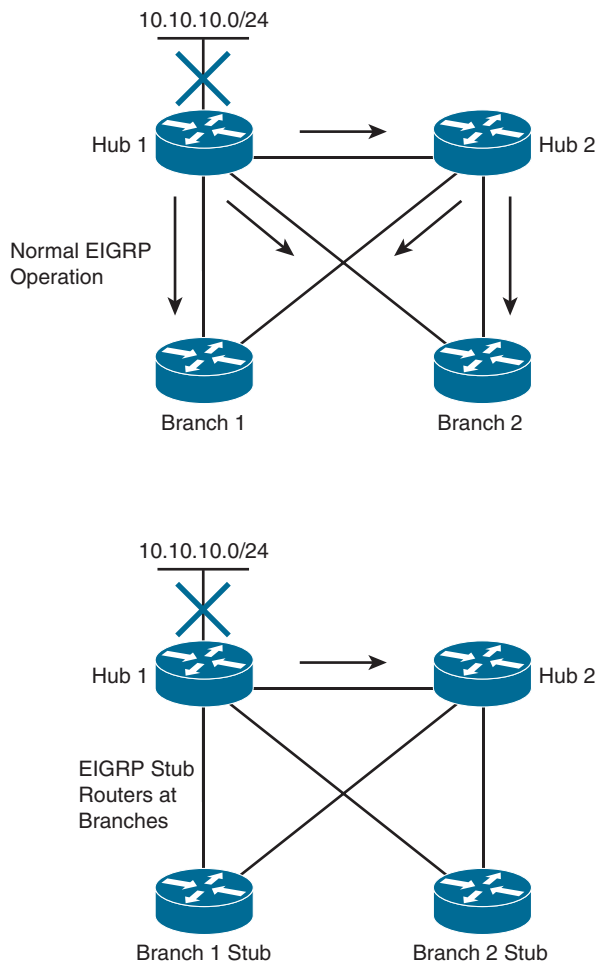 10.10.10.0/24
Hub 1
Hub 2
Normal EIGRP
Operation
Branch 1
Branch 2
10.10.10.0/24
Hub 1
Hub 2
EIGRP Stub
Routers at
Branches
Branch 1 Stub
Branch 2 Stub